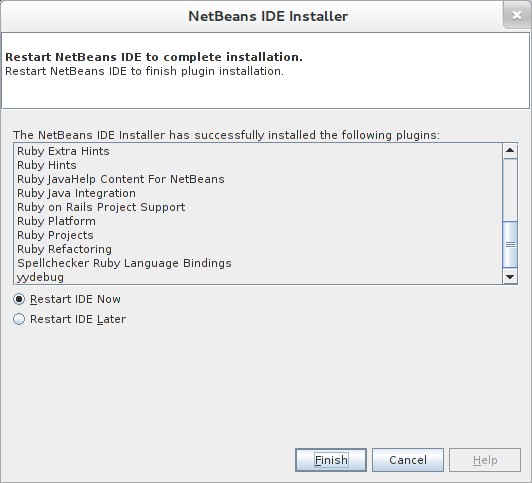 NetBeans IDE Installer
Restart NetBeans IDE to complete installation.
Restart NetBeans IDE to finish plugin installation.
The NetBeans IDE Installer has successfully installed the following plugins:
Ruby Extra Hints
Ruby Hints
Ruby JavaHelp Content For NetBeans
Ruby Java Integration
Ruby on Rails Project Support
Ruby Platform
Ruby Projects
Ruby Refactoring
Spellchecker Ruby Language Bindings
yydebug
Restart IDE Now
Restart IDE Later
Finish Cancel Help